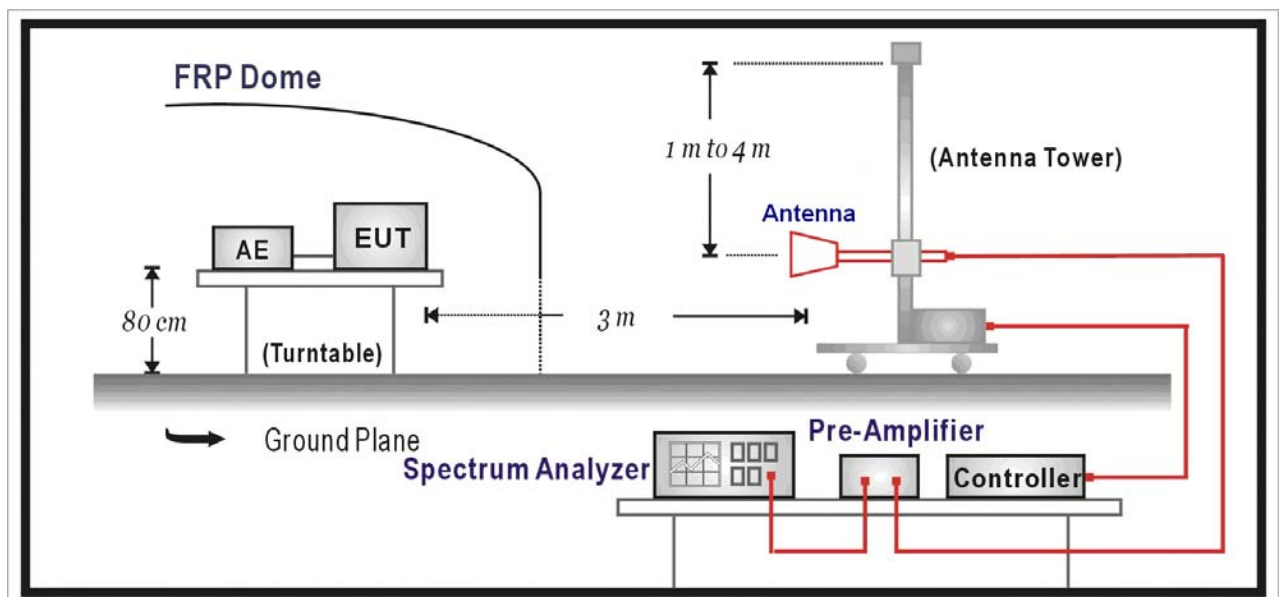 FRP Dome
1 m to 4 m
(Antenna Tower)
Antenna
AE
EUT
80 cm
3 m
(Turntable)
Ground Plane
Pre-Amplifier
Spectrum Analyzer
Controller